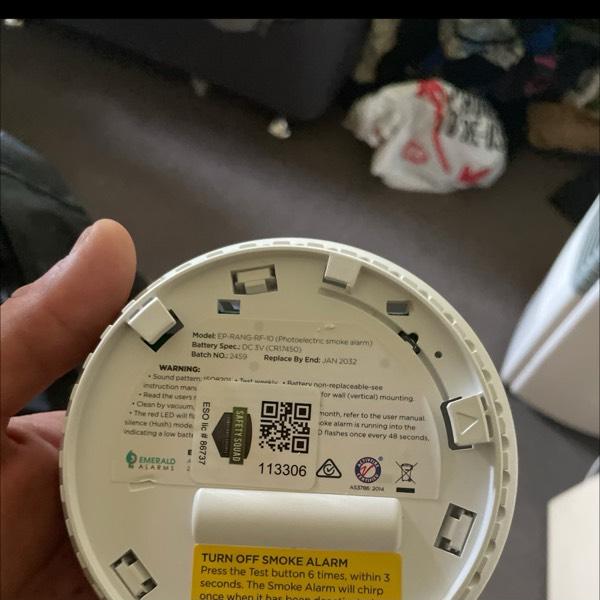 Model: EP-RANG-RF-10 (Photoelectric smoke alarm)
Battery Spec.: DC 3V (CR17450)
Batch NO.: 2459 Replace By End: JAN 2032
WARNING:
• Sound pattern: • Test weekly • Battery non-replaceable-see
instruction for wall (vertical) mounting.
• Read the users
• Clean by vacuum, month, refer to the user manual.
• The red LED will alarm is running into the
silence (Hush) mode. flashes once every 48 seconds,
indicating a low
ESO lic # 86737
SAFETY SQUAD
113306
EMERALD
ALARMS
AS3786: 2014
TURN OFF SMOKE ALARM
Press the Test button 6 times, within 3
seconds. The Smoke Alarm will chirp
once when it has been